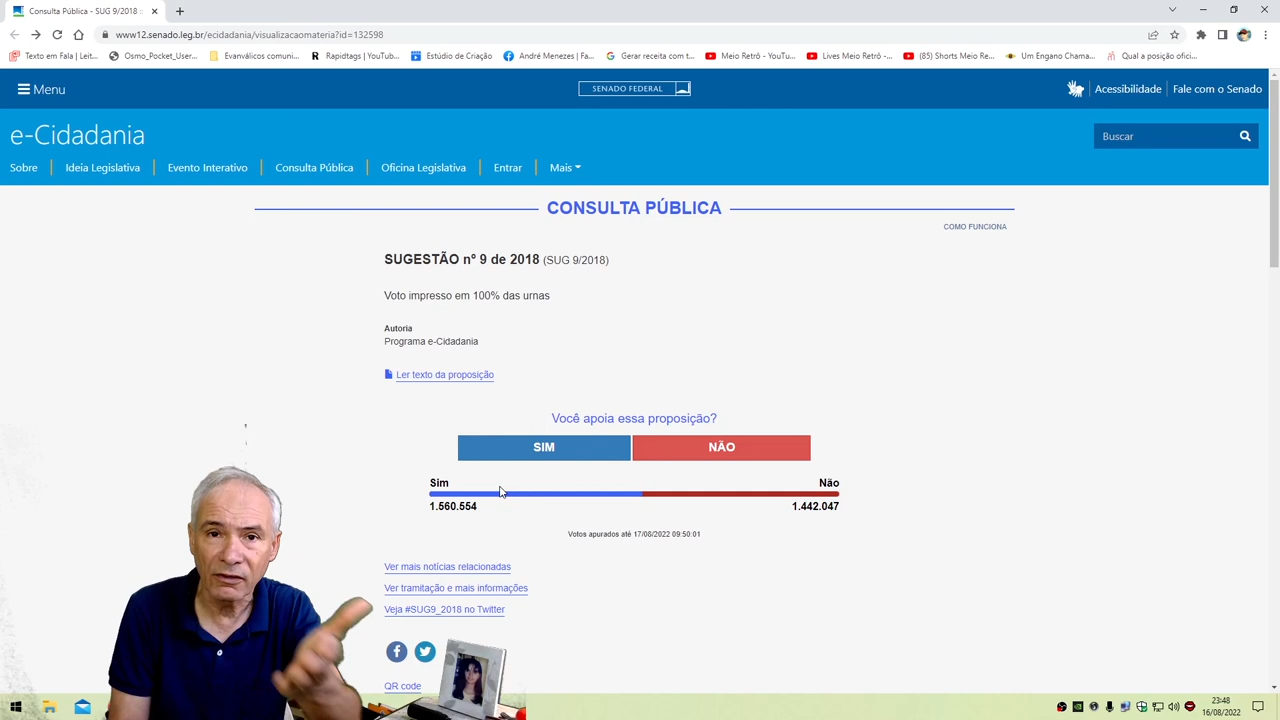 Consulta Pública - SUG 9/2018 ::
www12.senado.leg.br/ecidadania/visualizacaomateria?id=132598
Texto em Fala | Leit...
Osmo_Pocket_User...
Evanválicos comuni...
Rapidtags | YouTub...
Estúdio de Criação
André Menezes | Fa...
Gerar receita com t...
Meio Retrô - YouTu...
Lives Meio Retrô -...
(85) Shorts Meio Re...
Um Engano Chama...
Qual a posição ofici...
Menu
SENADO FEDERAL
Acessibilidade
Fale com o Senado
e-Cidadania
Buscar
Sobre
Ideia Legislativa
Evento Interativo
Consulta Pública
Oficina Legislativa
Entrar
Mais
CONSULTA PÚBLICA
COMO FUNCIONA
SUGESTÃO nº 9 de 2018 (SUG 9/2018)
Voto impresso em 100% das urnas
Autoria
Programa e-Cidadania
Ler texto da proposição
Você apoia essa proposição?
SIM
NÃO
Sim
Não
1.560.554
1.442.047
Votos apurados até 17/08/2022 09:50:01
Ver mais notícias relacionadas
Ver tramitação e mais informações
Veja #SUG9_2018 no Twitter
QR code
23:48
16/08/2022